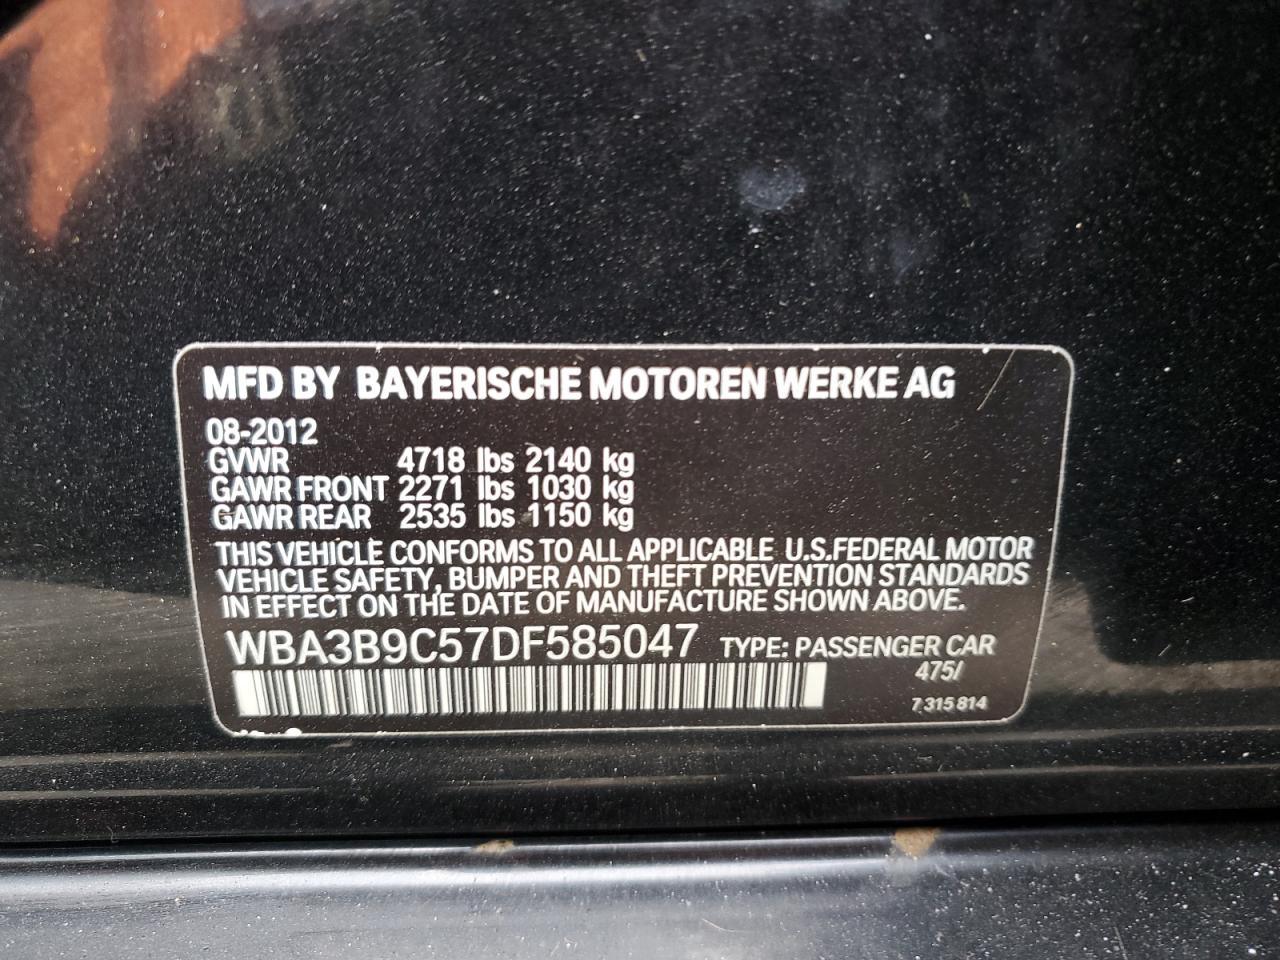 MFD BY BAYERISCHE MOTOREN WERKE AG
08-2012
GVWR 4718 lbs 2140 kg
GAWR FRONT 2271 lbs 1030 kg
GAWR REAR 2535 lbs 1150 kg
THIS VEHICLE CONFORMS TO ALL APPLICABLE U.S.FEDERAL MOTOR
VEHICLE SAFETY, BUMPER AND THEFT PREVENTION STANDARDS
IN EFFECT ON THE DATE OF MANUFACTURE SHOWN ABOVE.
WBA3B9C57DF585047 TYPE: PASSENGER CAR
475/
7 315 814